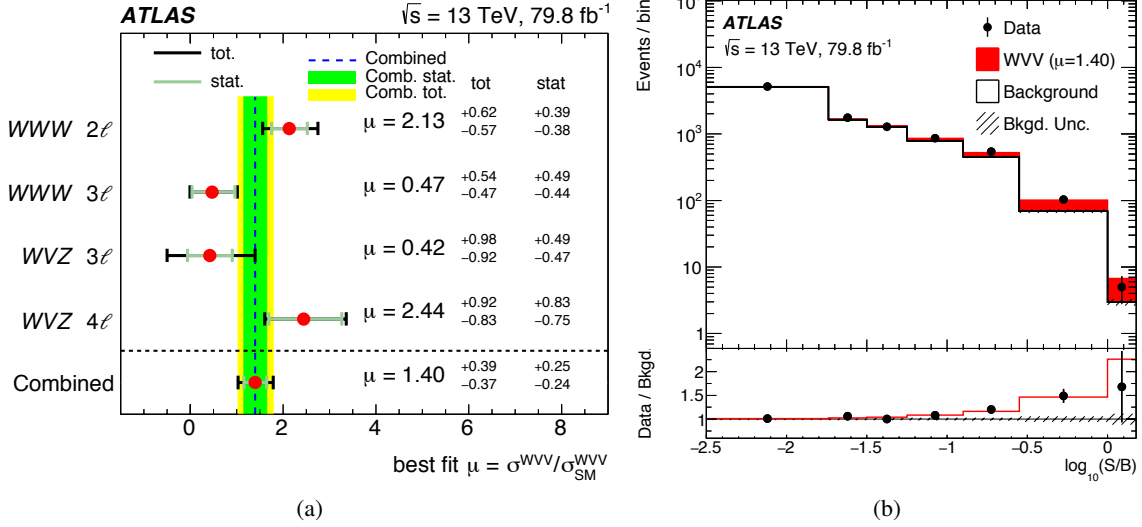 ATLAS √s = 13 TeV, 79.8 fb⁻¹
tot.
stat.
Combined
Comb. stat.
Comb. tot.
tot stat
WWW 2ℓ μ = 2.13 +0.62 −0.57 +0.39 −0.38
WWW 3ℓ μ = 0.47 +0.54 −0.47 +0.49 −0.44
WVZ 3ℓ μ = 0.42 +0.98 −0.92 +0.49 −0.47
WVZ 4ℓ μ = 2.44 +0.92 −0.83 +0.83 −0.75
Combined μ = 1.40 +0.39 −0.37 +0.25 −0.24
0 2 4 6 8
best fit μ = σ^WVV/σ_SM^WVV
(a)
Events / bin
ATLAS
√s = 13 TeV, 79.8 fb⁻¹
Data
WVV (μ=1.40)
Background
Bkgd. Unc.
10⁵
10⁴
10³
10²
10
1
Data / Bkgd.
2
1.5
1
−2.5 −2 −1.5 −1 −0.5 0
log₁₀(S/B)
(b)